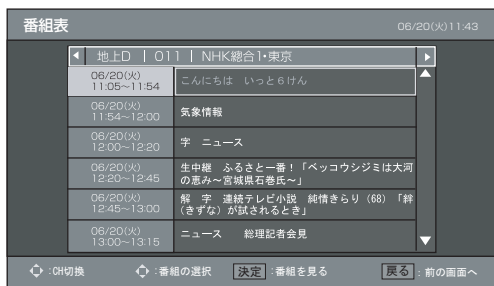 番組表 06/20(火)11:43
地上D | 011 | NHK総合1・東京
06/20(火)
11:05～11:54 こんにちは いっと6けん
06/20(火)
11:54～12:00 気象情報
06/20(火)
12:00～12:20 字 ニュース
06/20(火)
12:20～12:45 生中継 ふるさと一番！「ベッコウシジミは大河
の恵み～宮城県石巻氏～」
06/20(火)
12:45～13:00 解 字 連続テレビ小説 純情きらり（68）「絆
（きずな）が試されるとき」
06/20(火)
13:00～13:15 ニュース 総理記者会見
:CH切換 :番組の選択 決定 :番組を見る 戻る : 前の画面へ